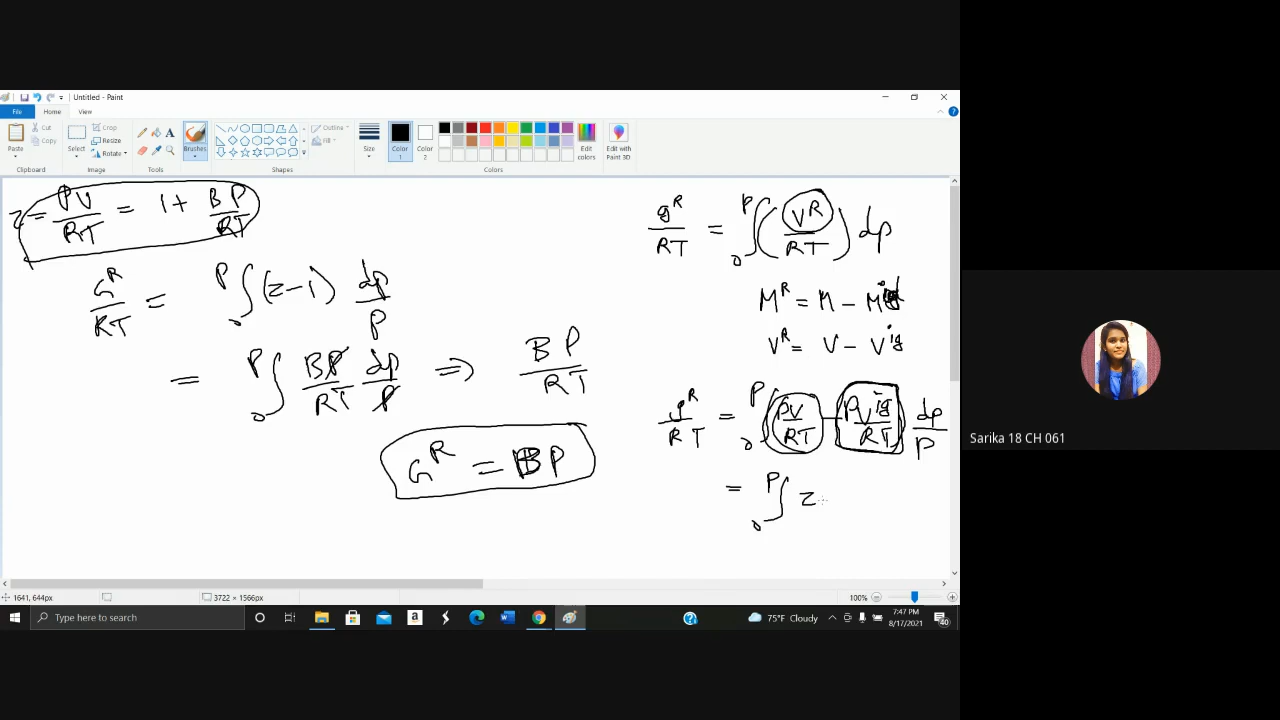 Untitled - Paint
File
Home
View
Paste
Cut
Copy
Clipboard
Select
Crop
Resize
Rotate
Image
Tools
Brushes
Shapes
Outline
Fill
Size
Color 1
Color 2
Edit colors
Edit with Paint 3D
Colors
z = PV/RT = 1 + BP/RT
G^R/RT = ∫_0^P (z-1) dp/P
= ∫_0^P BP/RT dp/P ⇒ BP/RT
G^R = BP
g^R/RT = ∫_0^P (V^R/RT) dp
M^R = M - M^ig
V^R = V - V^ig
g^R/RT = ∫_0^P PV/RT - PV^ig/RT dp/P
= ∫_0^P z
Sarika 18 CH 061
1641, 644px
3722 × 1566px
100%
Type here to search
75°F Cloudy
7:47 PM
8/17/2021
40